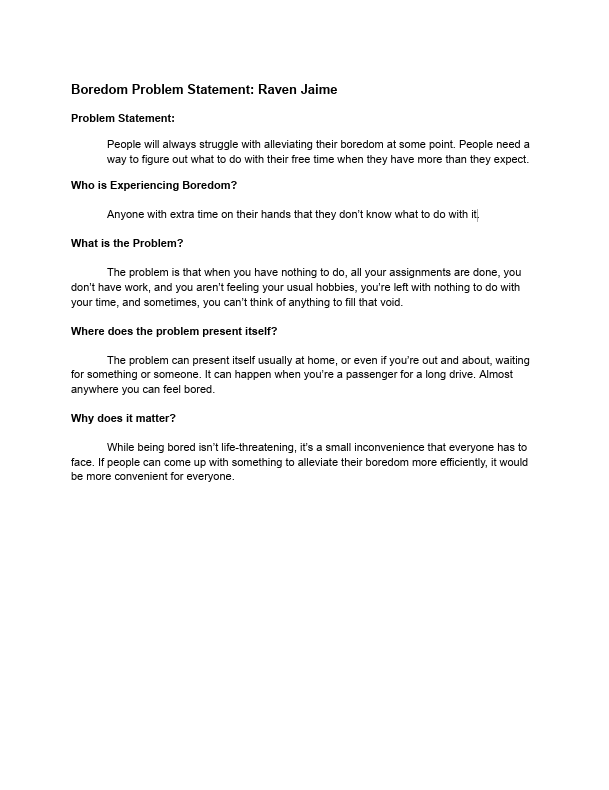 Boredom Problem Statement: Raven Jaime
Problem Statement:
People will always struggle with alleviating their boredom at some point. People need a
way to figure out what to do with their free time when they have more than they expect.
Who is Experiencing Boredom?
Anyone with extra time on their hands that they don’t know what to do with it.
What is the Problem?
The problem is that when you have nothing to do, all your assignments are done, you
don’t have work, and you aren’t feeling your usual hobbies, you’re left with nothing to do with
your time, and sometimes, you can’t think of anything to fill that void.
Where does the problem present itself?
The problem can present itself usually at home, or even if you’re out and about, waiting
for something or someone. It can happen when you’re a passenger for a long drive. Almost
anywhere you can feel bored.
Why does it matter?
While being bored isn’t life-threatening, it’s a small inconvenience that everyone has to
face. If people can come up with something to alleviate their boredom more efficiently, it would
be more convenient for everyone.